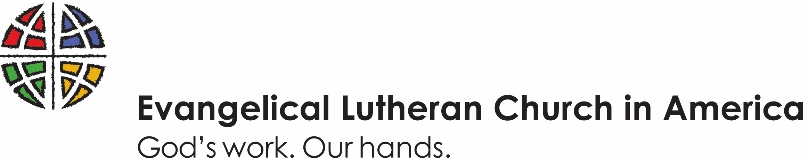 Evangelical Lutheran Church in America
God's work. Our hands.